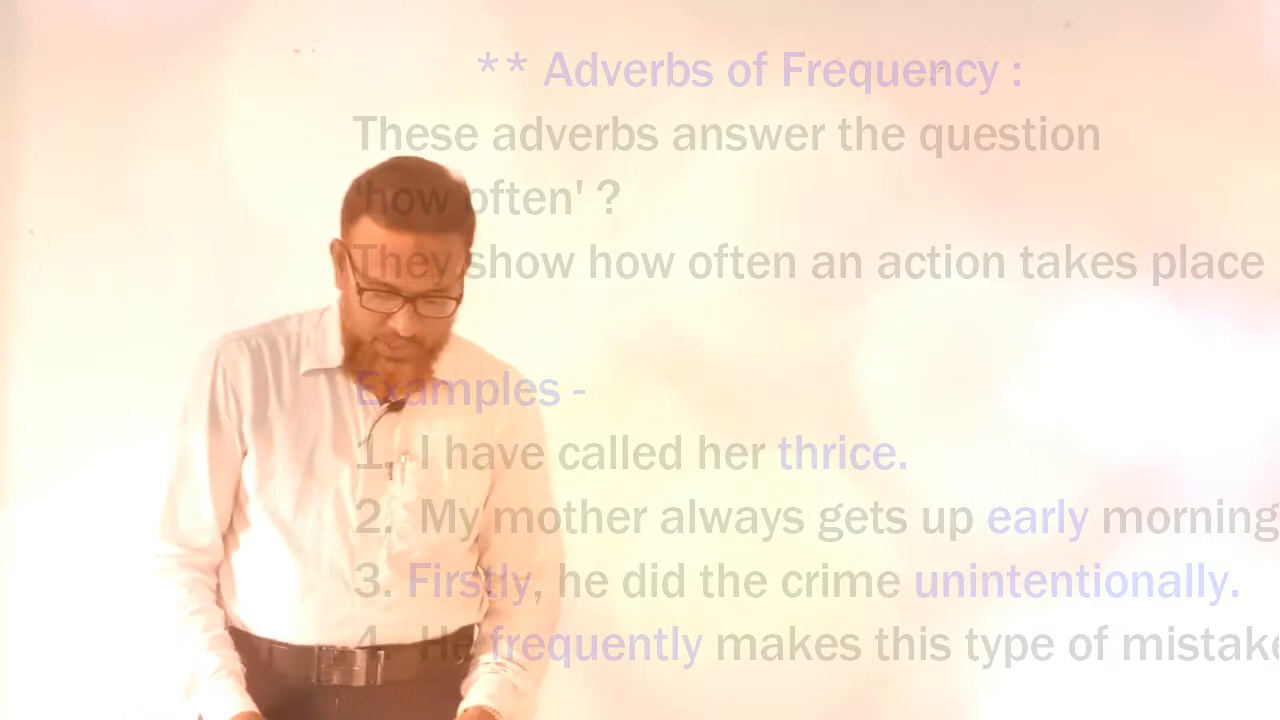 ** Adverbs of Frequency :
These adverbs answer the question
'how often' ?
They show how often an action takes place
Examples -
1. I have called her thrice.
2. My mother always gets up early morning
3. Firstly, he did the crime unintentionally.
4. He frequently makes this type of mistake